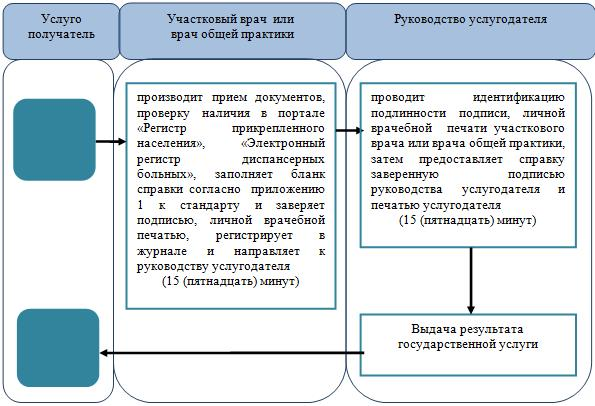 Услуго
получатель
Участковый врач или
врач общей практики
Руководство услугодателя
производит прием документов,
проверку наличия в портале
«Регистр прикрепленного
населения», «Электронный
регистр диспансерных
больных», заполняет бланк
справки согласно приложению
1 к стандарту и заверяет
подписью, личной врачебной
печатью, регистрирует в
журнале и направляет к
руководству услугодателя
(15 (пятнадцать) минут)
проводит идентификацию
подлинности подписи, личной
врачебной печати участкового
врача или врача общей практики,
затем предоставляет справку
заверенную подписью
руководства услугодателя и
печатью услугодателя
(15 (пятнадцать) минут)
Выдача результата
государственной услуги